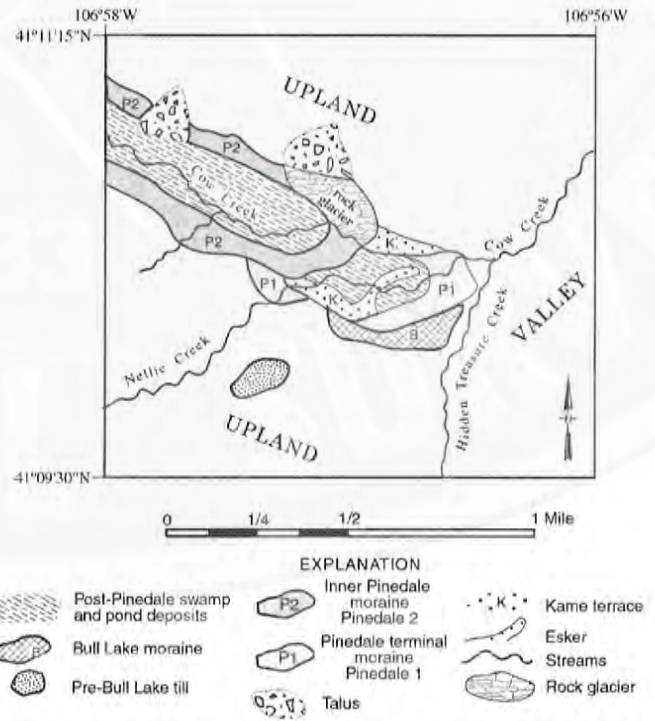 106°58'W
106°56'W
41°11'15"N
UPLAND
P2
P2
Cow Creek
rock
glacier
P2
K
Cow Creek
P1
K
P1
B
VALLEY
Nettie Creek
Hidden Treasure Creek
UPLAND
41°09'30"N
0 1/4 1/2 1 Mile
EXPLANATION
Post-Pinedale swamp
and pond deposits
B
Bull Lake moraine
Pre-Bull Lake till
P2
Inner Pinedale
moraine
Pinedale 2
P1
Pinedale terminal
moraine
Pinedale 1
Talus
K
Kame terrace
Esker
Streams
Rock glacier